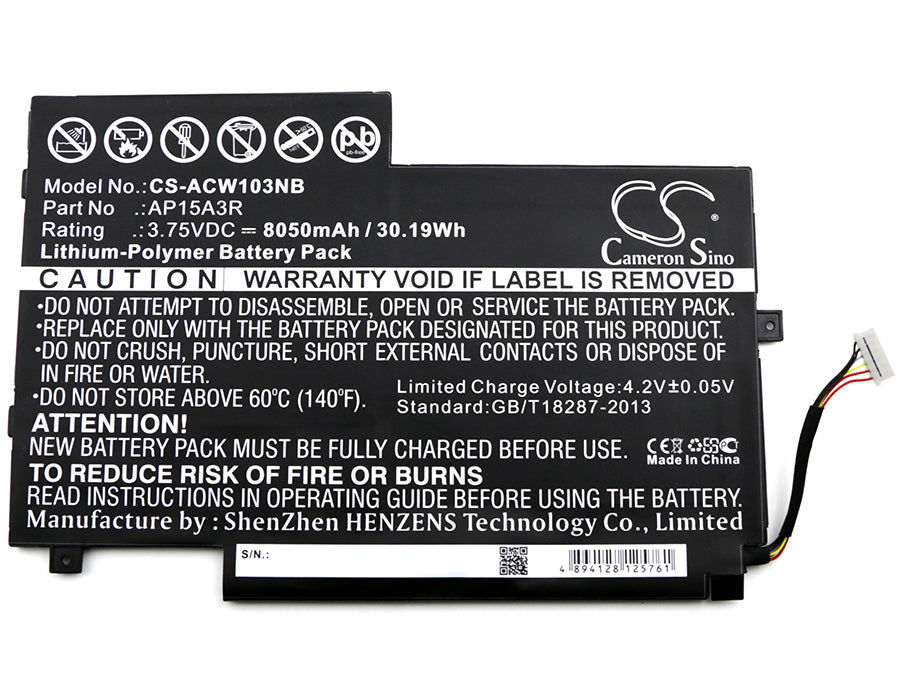 pb
pb-free
Model No.: CS-ACW103NB
Part No .: AP15A3R
Rating .: 3.75VDC ⎓ 8050mAh / 30.19Wh
Lithium-Polymer Battery Pack
CS
Cameron Sino
CAUTION WARRANTY VOID IF LABEL IS REMOVED
•DO NOT ATTEMPT TO DISASSEMBLE, OPEN OR SERVICE THE BATTERY PACK.
•REPLACE ONLY WITH THE BATTERY PACK DESIGNATED FOR THIS PRODUCT.
•DO NOT CRUSH, PUNCTURE, SHORT EXTERNAL CONTACTS OR DISPOSE OF
IN FIRE OR WATER.
•DO NOT STORE ABOVE 60°C (140°F).
Limited Charge Voltage:4.2V±0.05V
Standard:GB/T18287-2013
ATTENTION!
NEW BATTERY PACK MUST BE FULLY CHARGED BEFORE USE.
TO REDUCE RISK OF FIRE OR BURNS
CE
Made In China
READ INSTRUCTIONS OF OPERATING GUIDE BEFORE USING THE BATTERY.
Manufacture by : ShenZhen HENZENS Technology Co., Limited
S/N.:
4 894128 125761